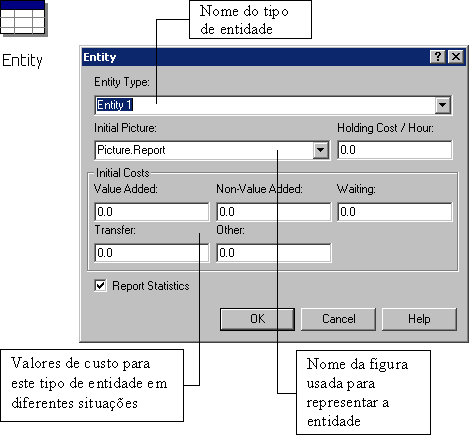 Nome do tipo
de entidade
Entity
Entity
? ×
Entity Type:
Entity 1
Initial Picture:
Holding Cost / Hour:
Picture.Report
0.0
Initial Costs
Value Added:
Non-Value Added:
Waiting:
0.0
0.0
0.0
Transfer:
Other:
0.0
0.0
Report Statistics
OK
Cancel
Help
Valores de custo para
este tipo de entidade em
diferentes situações
Nome da figura
usada para
representar a
entidade